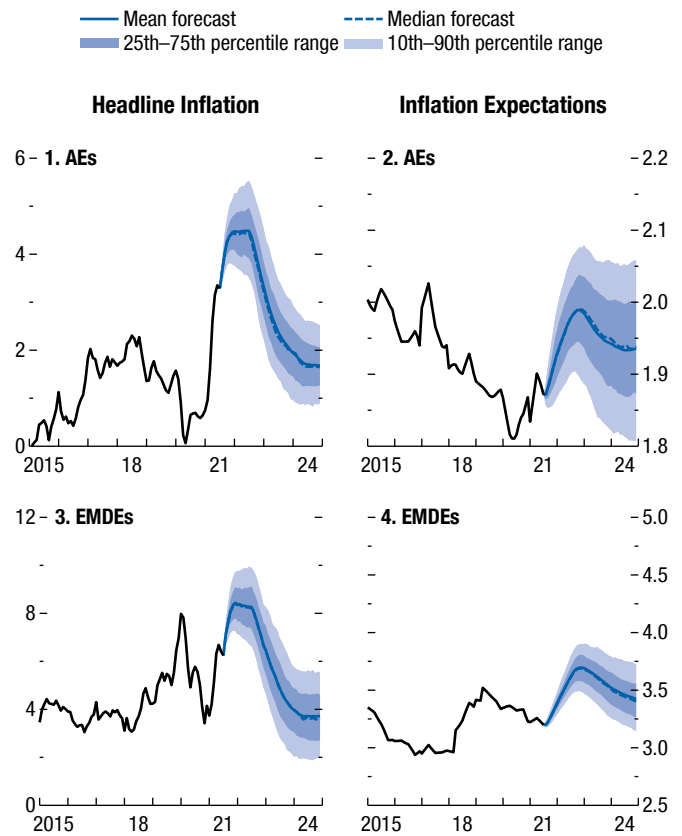 Mean forecast Median forecast
25th–75th percentile range 10th–90th percentile range
Headline Inflation Inflation Expectations
6 1. AEs 2. AEs 2.2
4 2.1
2.0
2 1.9
0 1.8
2015 18 21 24 2015 18 21 24
12 3. EMDEs 4. EMDEs 5.0
4.5
8 4.0
4 3.5
3.0
0 2.5
2015 18 21 24 2015 18 21 24